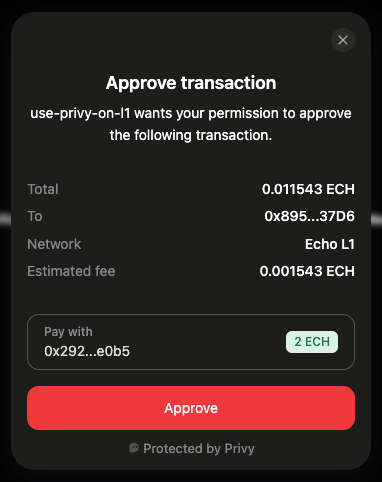 Approve transaction
use-privy-on-l1 wants your permission to approve
the following transaction.
Total 0.011543 ECH
To 0x895...37D6
Network Echo L1
Estimated fee 0.001543 ECH
Pay with
0x292...e0b5
2 ECH
Approve
Protected by Privy